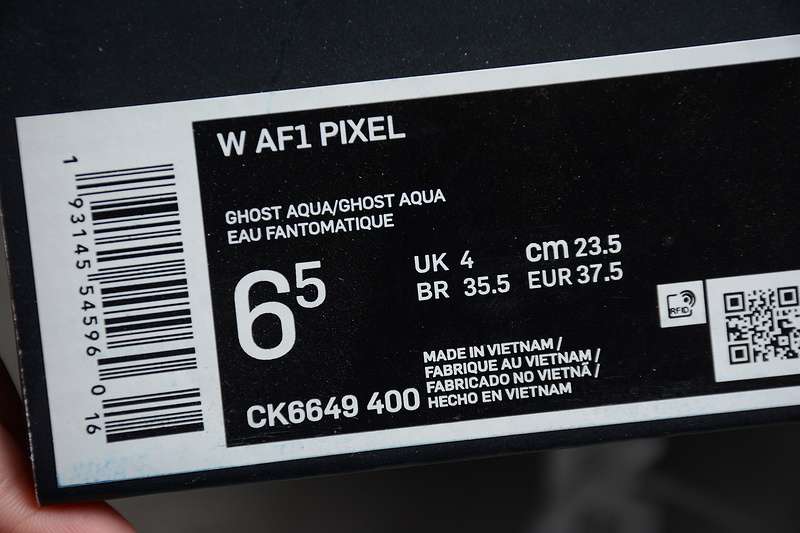 W AF1 PIXEL
GHOST AQUA/GHOST AQUA
EAU FANTOMATIQUE
6⁵
UK 4 cm 23.5
BR 35.5 EUR 37.5
MADE IN VIETNAM /
FABRIQUE AU VIETNAM /
FABRICADO NO VIETNÃ /
HECHO EN VIETNAM
CK6649 400
1 93145 54596 0 16
RFID